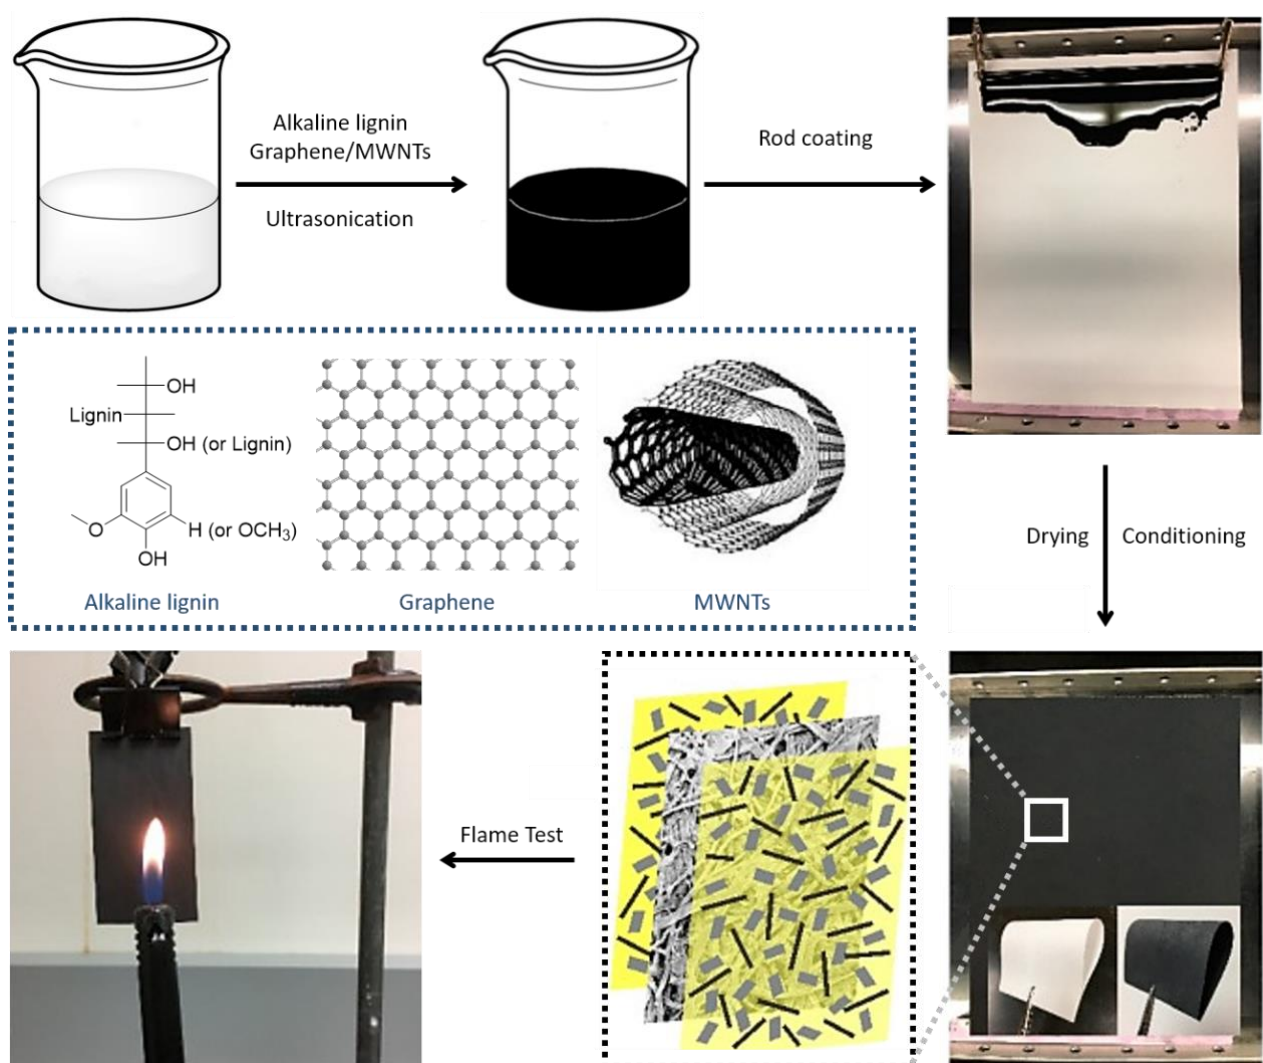 Alkaline lignin
Graphene/MWNTs
Ultrasonication
Rod coating
OH
Lignin
OH (or Lignin)
O
H (or OCH₃)
OH
Alkaline lignin
Graphene
MWNTs
Drying
Conditioning
Flame Test